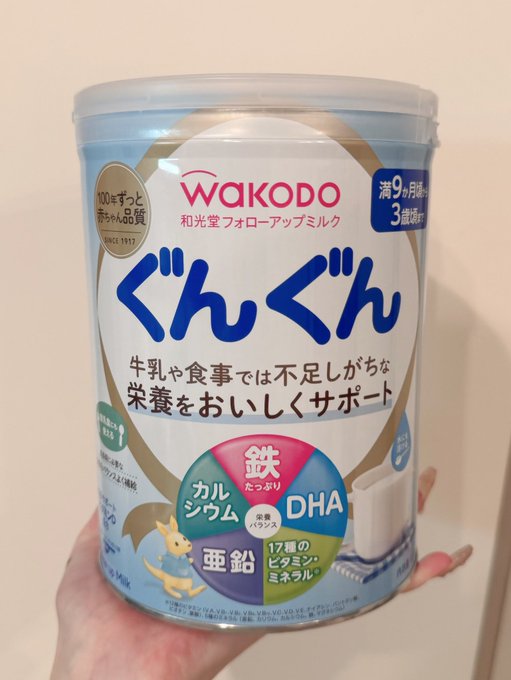 wakodo
和光堂フォローアップミルク
100年ずっと
赤ちゃん品質
SINCE 1917
満9か月頃から
3歳頃まで
ぐんぐん
牛乳や食事では不足しがちな
栄養をおいしくサポート
使える
鉄
たっぷり
カル
シウム
DHA
栄養
バランス
亜鉛
17種の
ビタミン・
ミネラル※
Milk